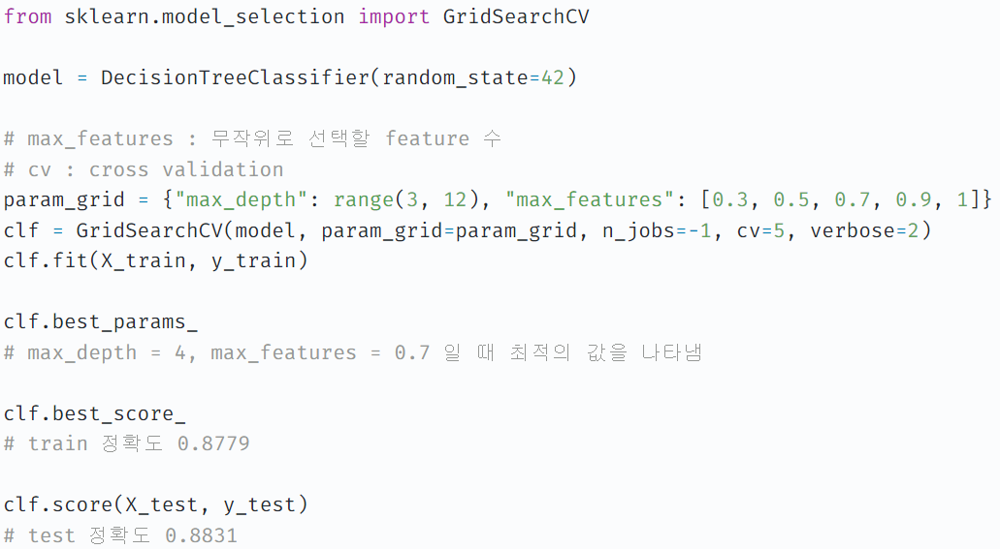 from sklearn.model_selection import GridSearchCV
model = DecisionTreeClassifier(random_state=42)
# max_features : 무작위로 선택할 feature 수
# cv : cross validation
param_grid = {"max_depth": range(3, 12), "max_features": [0.3, 0.5, 0.7, 0.9, 1]}
clf = GridSearchCV(model, param_grid=param_grid, n_jobs=-1, cv=5, verbose=2)
clf.fit(X_train, y_train)
clf.best_params_
# max_depth = 4, max_features = 0.7 일 때 최적의 값을 나타냄
clf.best_score_
# train 정확도 0.8779
clf.score(X_test, y_test)
# test 정확도 0.8831